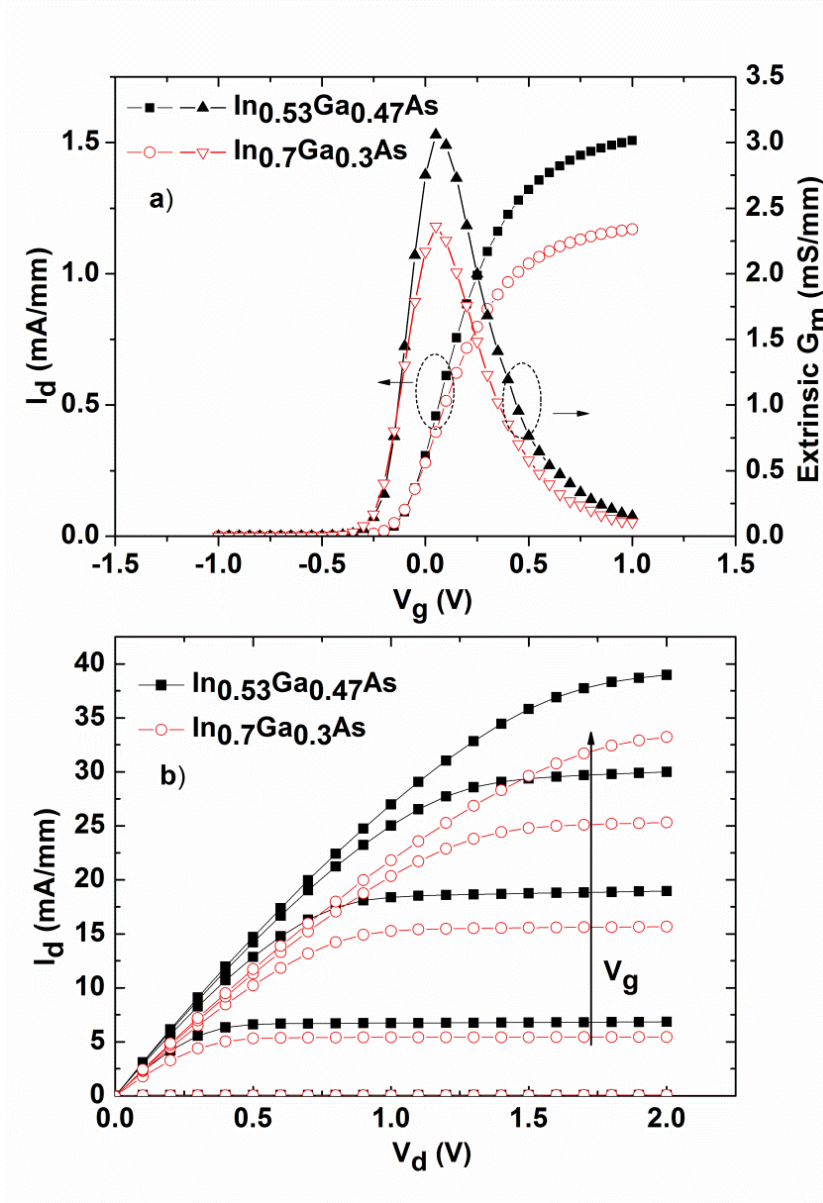 In0.53Ga0.47As
In0.7Ga0.3As
a)
Id (mA/mm)
1.5
1.0
0.5
0.0
Extrinsic Gm (mS/mm)
3.5
3.0
2.5
2.0
1.5
1.0
0.5
0.0
-1.5 -1.0 -0.5 0.0 0.5 1.0 1.5
Vg (V)
In0.53Ga0.47As
In0.7Ga0.3As
b)
Id (mA/mm)
40
35
30
25
20
15
10
5
0
Vg
0.0 0.5 1.0 1.5 2.0
Vd (V)